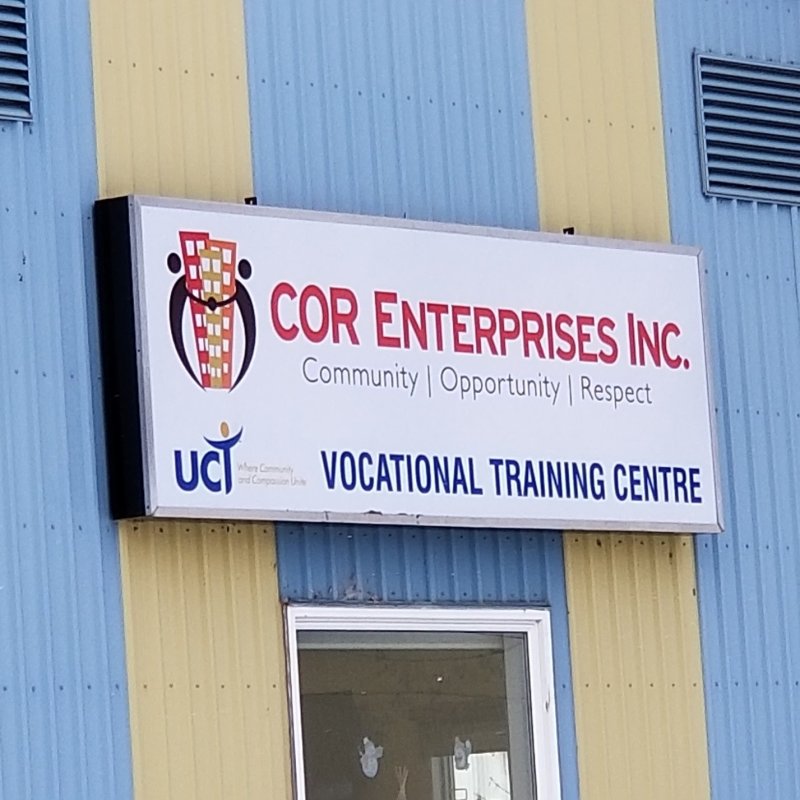 COR ENTERPRISES INC.
Community | Opportunity | Respect
UCT
Where Community
and Compassion Unite
VOCATIONAL TRAINING CENTRE